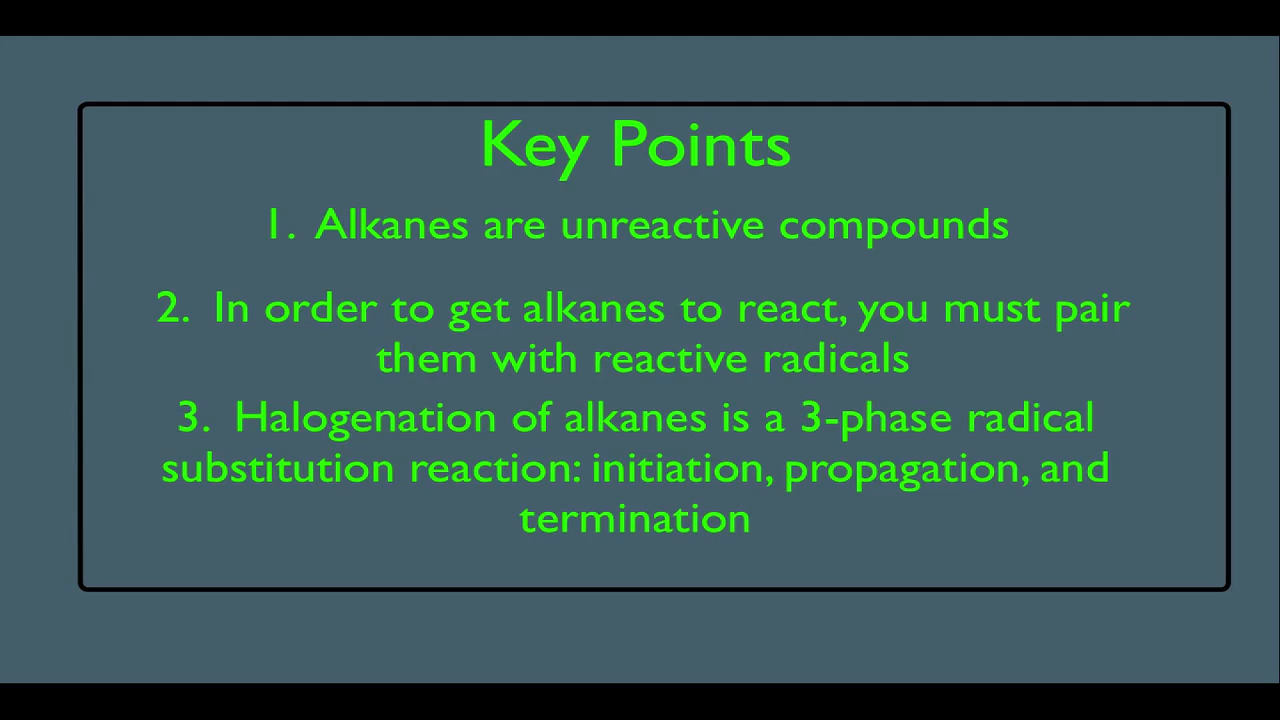 Key Points
1. Alkanes are unreactive compounds
2. In order to get alkanes to react, you must pair
them with reactive radicals
3. Halogenation of alkanes is a 3-phase radical
substitution reaction: initiation, propagation, and
termination